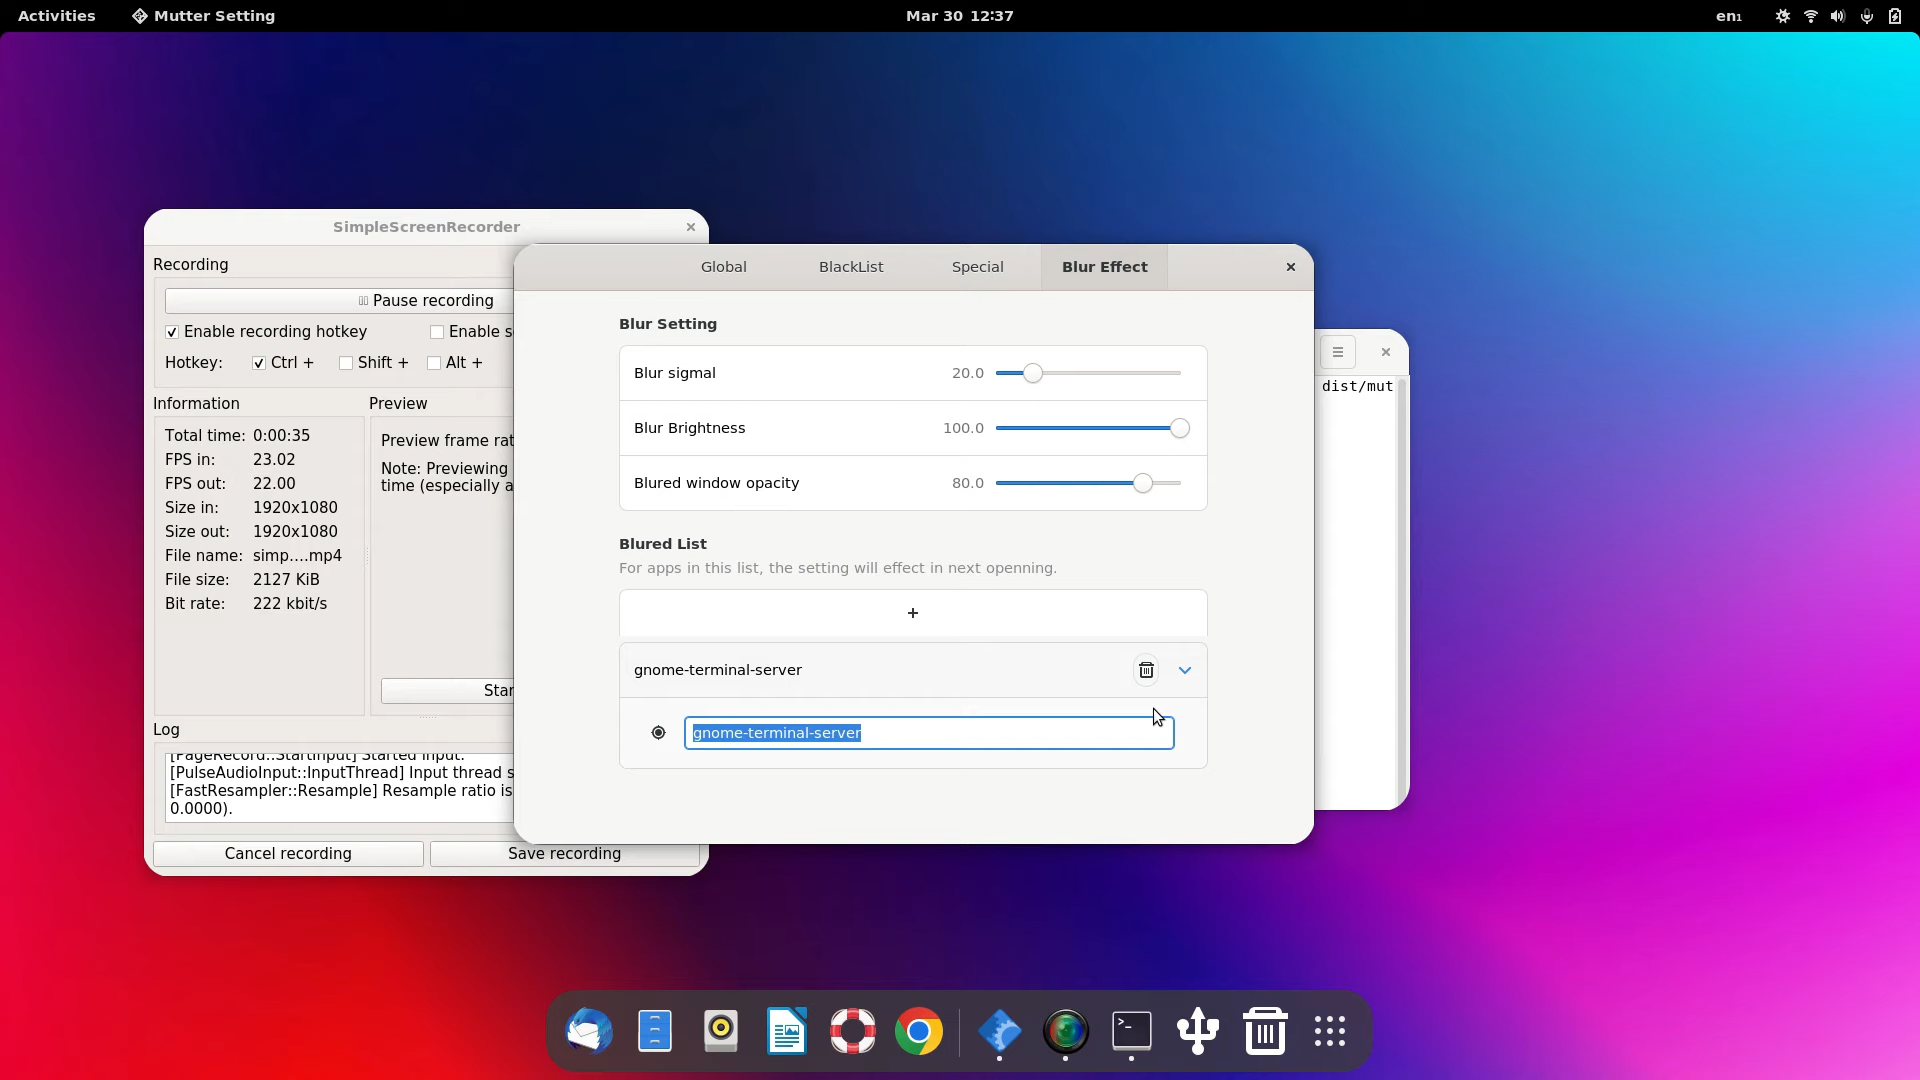 Activities
Mutter Setting
Mar 30 12:37
en₁
SimpleScreenRecorder
Recording
Pause recording
Enable recording hotkey
Enable s
Hotkey: Ctrl + Shift + Alt +
Information
Total time: 0:00:35
FPS in: 23.02
FPS out: 22.00
Size in: 1920x1080
Size out: 1920x1080
File name: simp....mp4
File size: 2127 KiB
Bit rate: 222 kbit/s
Preview
Preview frame rat
Note: Previewing
time (especially a
Star
Log
[PageRecord::StartInput] Started input.
[PulseAudioInput::InputThread] Input thread s
[FastResampler::Resample] Resample ratio is
0.0000).
Cancel recording
Save recording
Global
BlackList
Special
Blur Effect
Blur Setting
Blur sigmal 20.0
Blur Brightness 100.0
Blured window opacity 80.0
Blured List
For apps in this list, the setting will effect in next openning.
+
gnome-terminal-server
gnome-terminal-server
dist/mut
>_